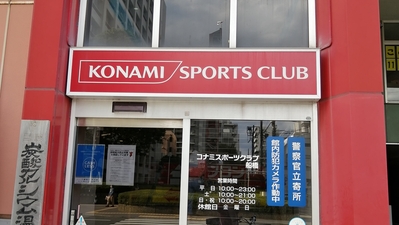 KONAMI SPORTS CLUB
コナミスポーツクラブ
船橋
営業時間
平 日 10:00~23:00
土 10:00~21:00
日・祝 10:00~20:00
休館日 金 曜 日
警察官立寄所
館内防犯カメラ作動中